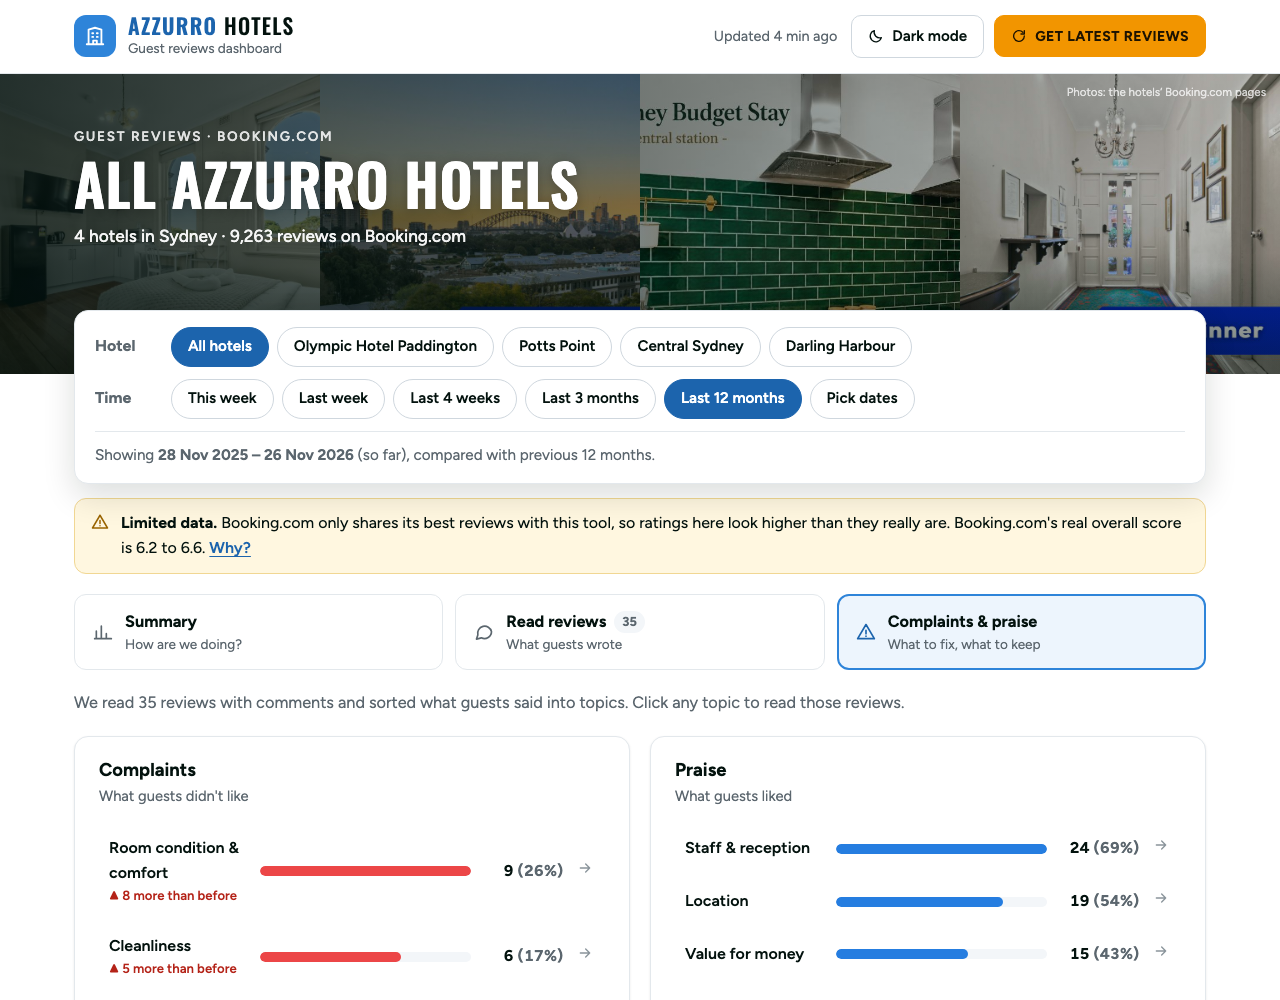 AZZURRO HOTELS
Guest reviews dashboard
Updated 4 min ago
Dark mode
GET LATEST REVIEWS
Photos: the hotels' Booking.com pages
ney Budget Stay
entral station -
GUEST REVIEWS · BOOKING.COM
ALL AZZURRO HOTELS
4 hotels in Sydney · 9,263 reviews on Booking.com
nner
Hotel
All hotels
Olympic Hotel Paddington
Potts Point
Central Sydney
Darling Harbour
Time
This week
Last week
Last 4 weeks
Last 3 months
Last 12 months
Pick dates
Showing 28 Nov 2025 – 26 Nov 2026 (so far), compared with previous 12 months.
Limited data. Booking.com only shares its best reviews with this tool, so ratings here look higher than they really are. Booking.com's real overall score
is 6.2 to 6.6. Why?
Summary
How are we doing?
Read reviews 35
What guests wrote
Complaints & praise
What to fix, what to keep
We read 35 reviews with comments and sorted what guests said into topics. Click any topic to read those reviews.
Complaints
What guests didn't like
Room condition &
comfort
▲ 8 more than before
9 (26%) →
Cleanliness
▲ 5 more than before
6 (17%) →
Praise
What guests liked
Staff & reception
24 (69%) →
Location
19 (54%) →
Value for money
15 (43%) →